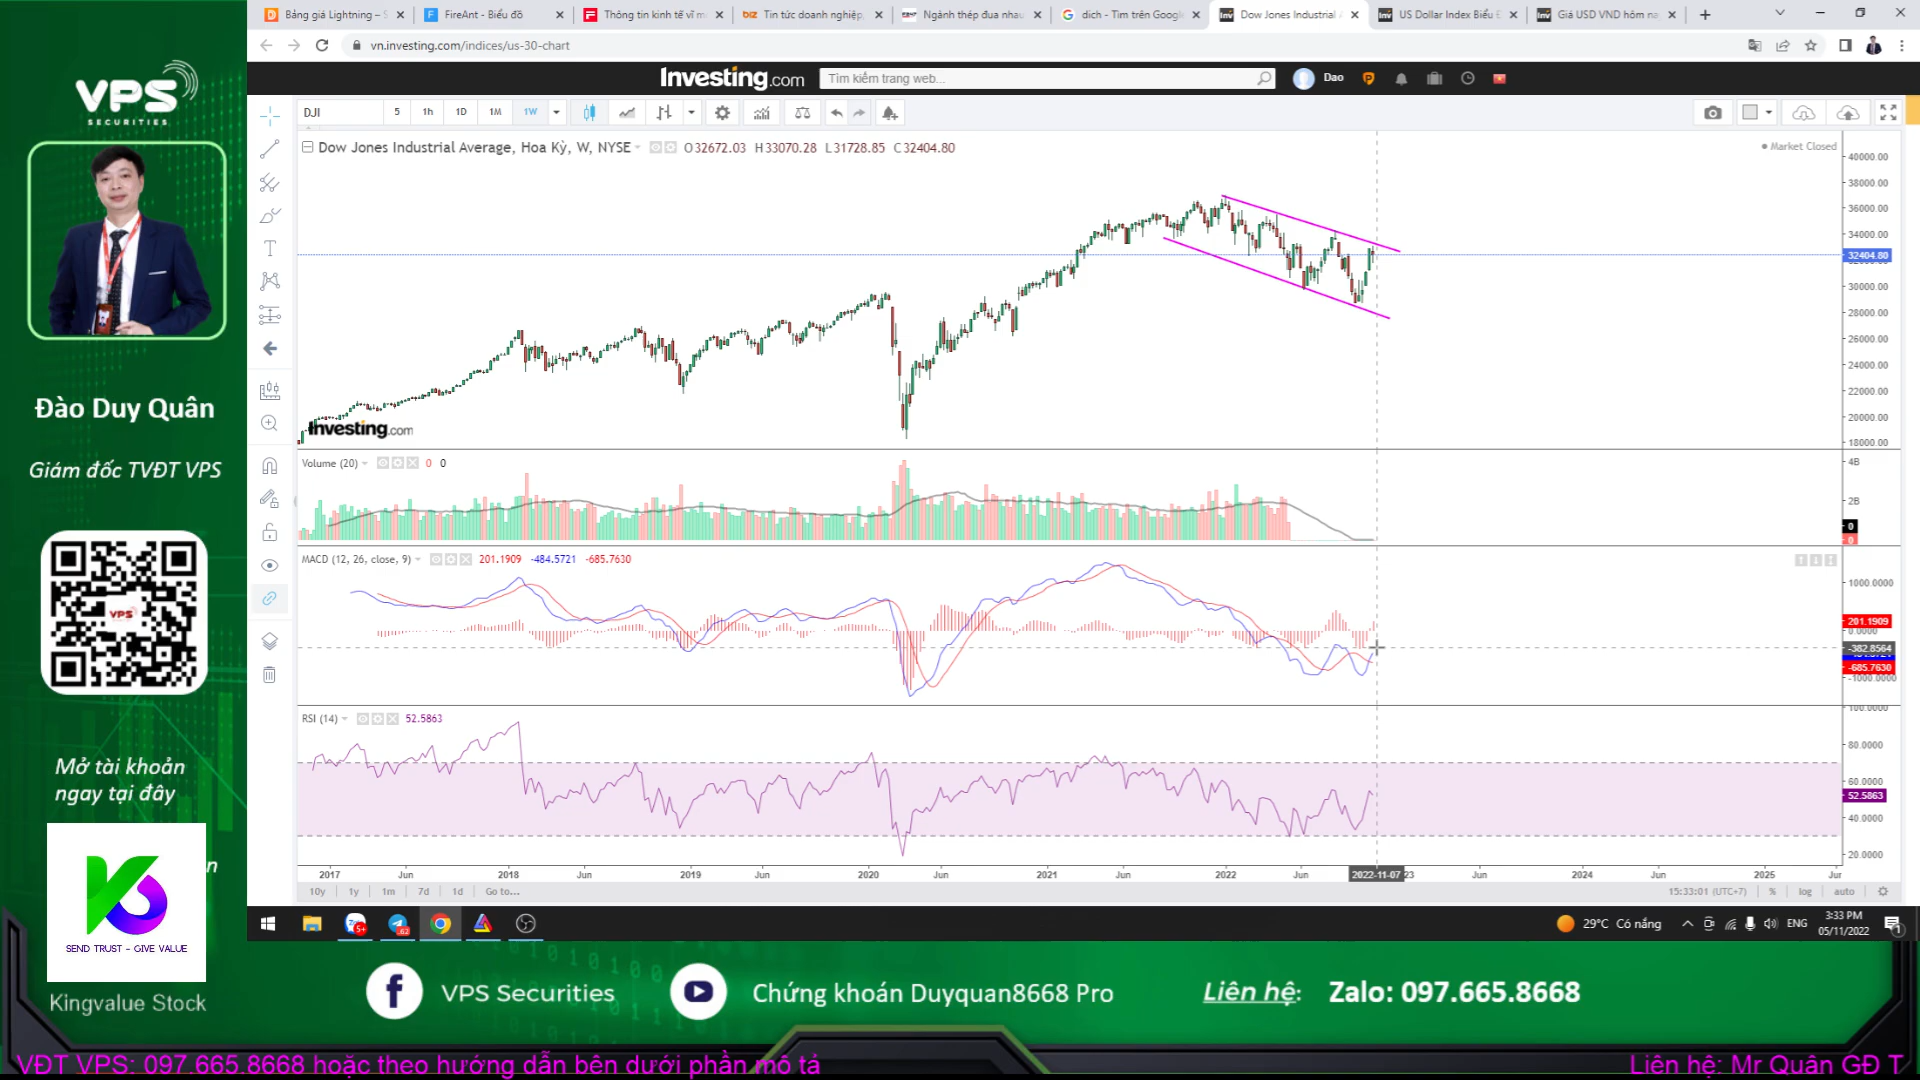 Bảng giá Lightning – S
FireAnt - Biểu đồ
Thông tin kinh tế vĩ m
Tin tức doanh nghiệp,
Ngành thép đua nhau
dich - Tìm trên Google
Dow Jones Industrial A
US Dollar Index Biểu Đ
Giá USD VND hôm na
vn.investing.com/indices/us-30-chart
Investing.com
Tìm kiếm trang web...
Dao
DJI
5
1h
1D
1M
1W
Dow Jones Industrial Average, Hoa Kỳ, W, NYSE
O32672.03 H33070.28 L31728.85 C32404.80
Market Closed
40000.00
38000.00
36000.00
34000.00
32404.80
30000.00
28000.00
26000.00
24000.00
22000.00
20000.00
18000.00
Investing.com
Volume (20)
0 0
4B
2B
0
0
MACD (12, 26, close, 9)
201.1909 -484.5721 -685.7630
1000.0000
201.1909
0.0000
-382.8564
-685.7630
-1000.0000
RSI (14)
52.5863
100.0000
80.0000
60.0000
52.5863
40.0000
20.0000
2017 Jun 2018 Jun 2019 Jun 2020 Jun 2021 Jun 2022 Jun 2022-11-07 23 Jun 2024 Jun 2025 Jur
10y 1y 1m 7d 1d Go to...
15:33:01 (UTC+7) % log auto
29°C Có nắng
ENG
3:33 PM
05/11/2022
VPS
SECURITIES
Đào Duy Quân
Giám đốc TVĐT VPS
VPS
Mở tài khoản
ngay tại đây
n
SEND TRUST - GIVE VALUE
Kingvalue Stock
VPS Securities
Chứng khoán Duyquan8668 Pro
Liên hệ: Zalo: 097.665.8668
VĐT VPS: 097.665.8668 hoặc theo hướng dẫn bên dưới phần mô tả
Liên hệ: Mr Quân GĐ T